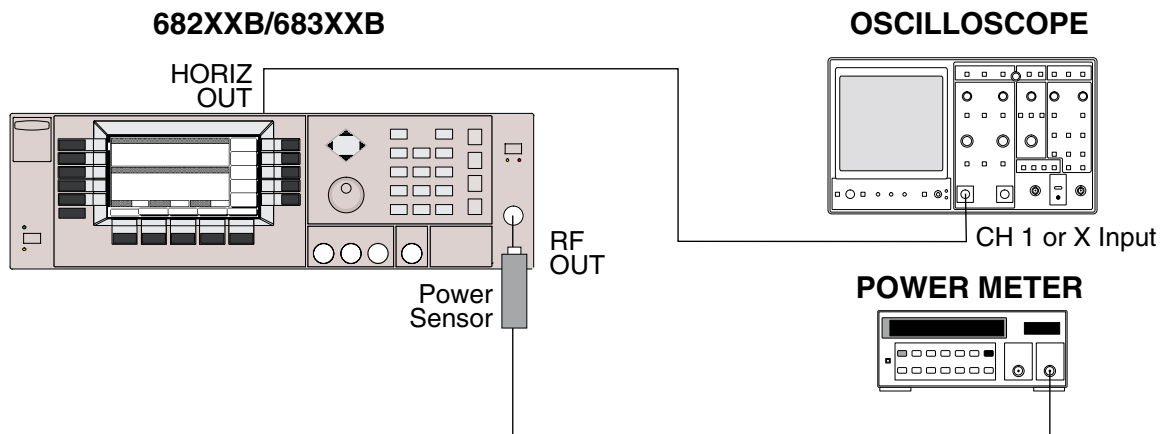 682XXB/683XXB
HORIZ
OUT
RF
OUT
Power
Sensor
OSCILLOSCOPE
CH 1 or X Input
POWER METER